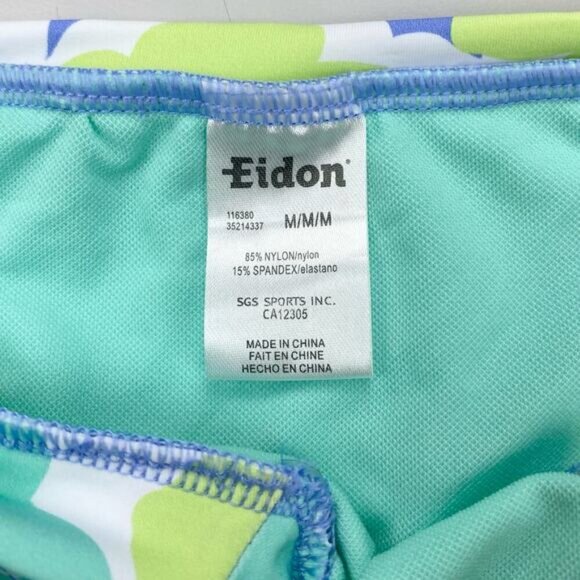 Eidon®
116380
35214337 M/M/M
85% NYLON/nylon
15% SPANDEX/elastano
SGS SPORTS INC.
CA12305
MADE IN CHINA
FAIT EN CHINE
HECHO EN CHINA